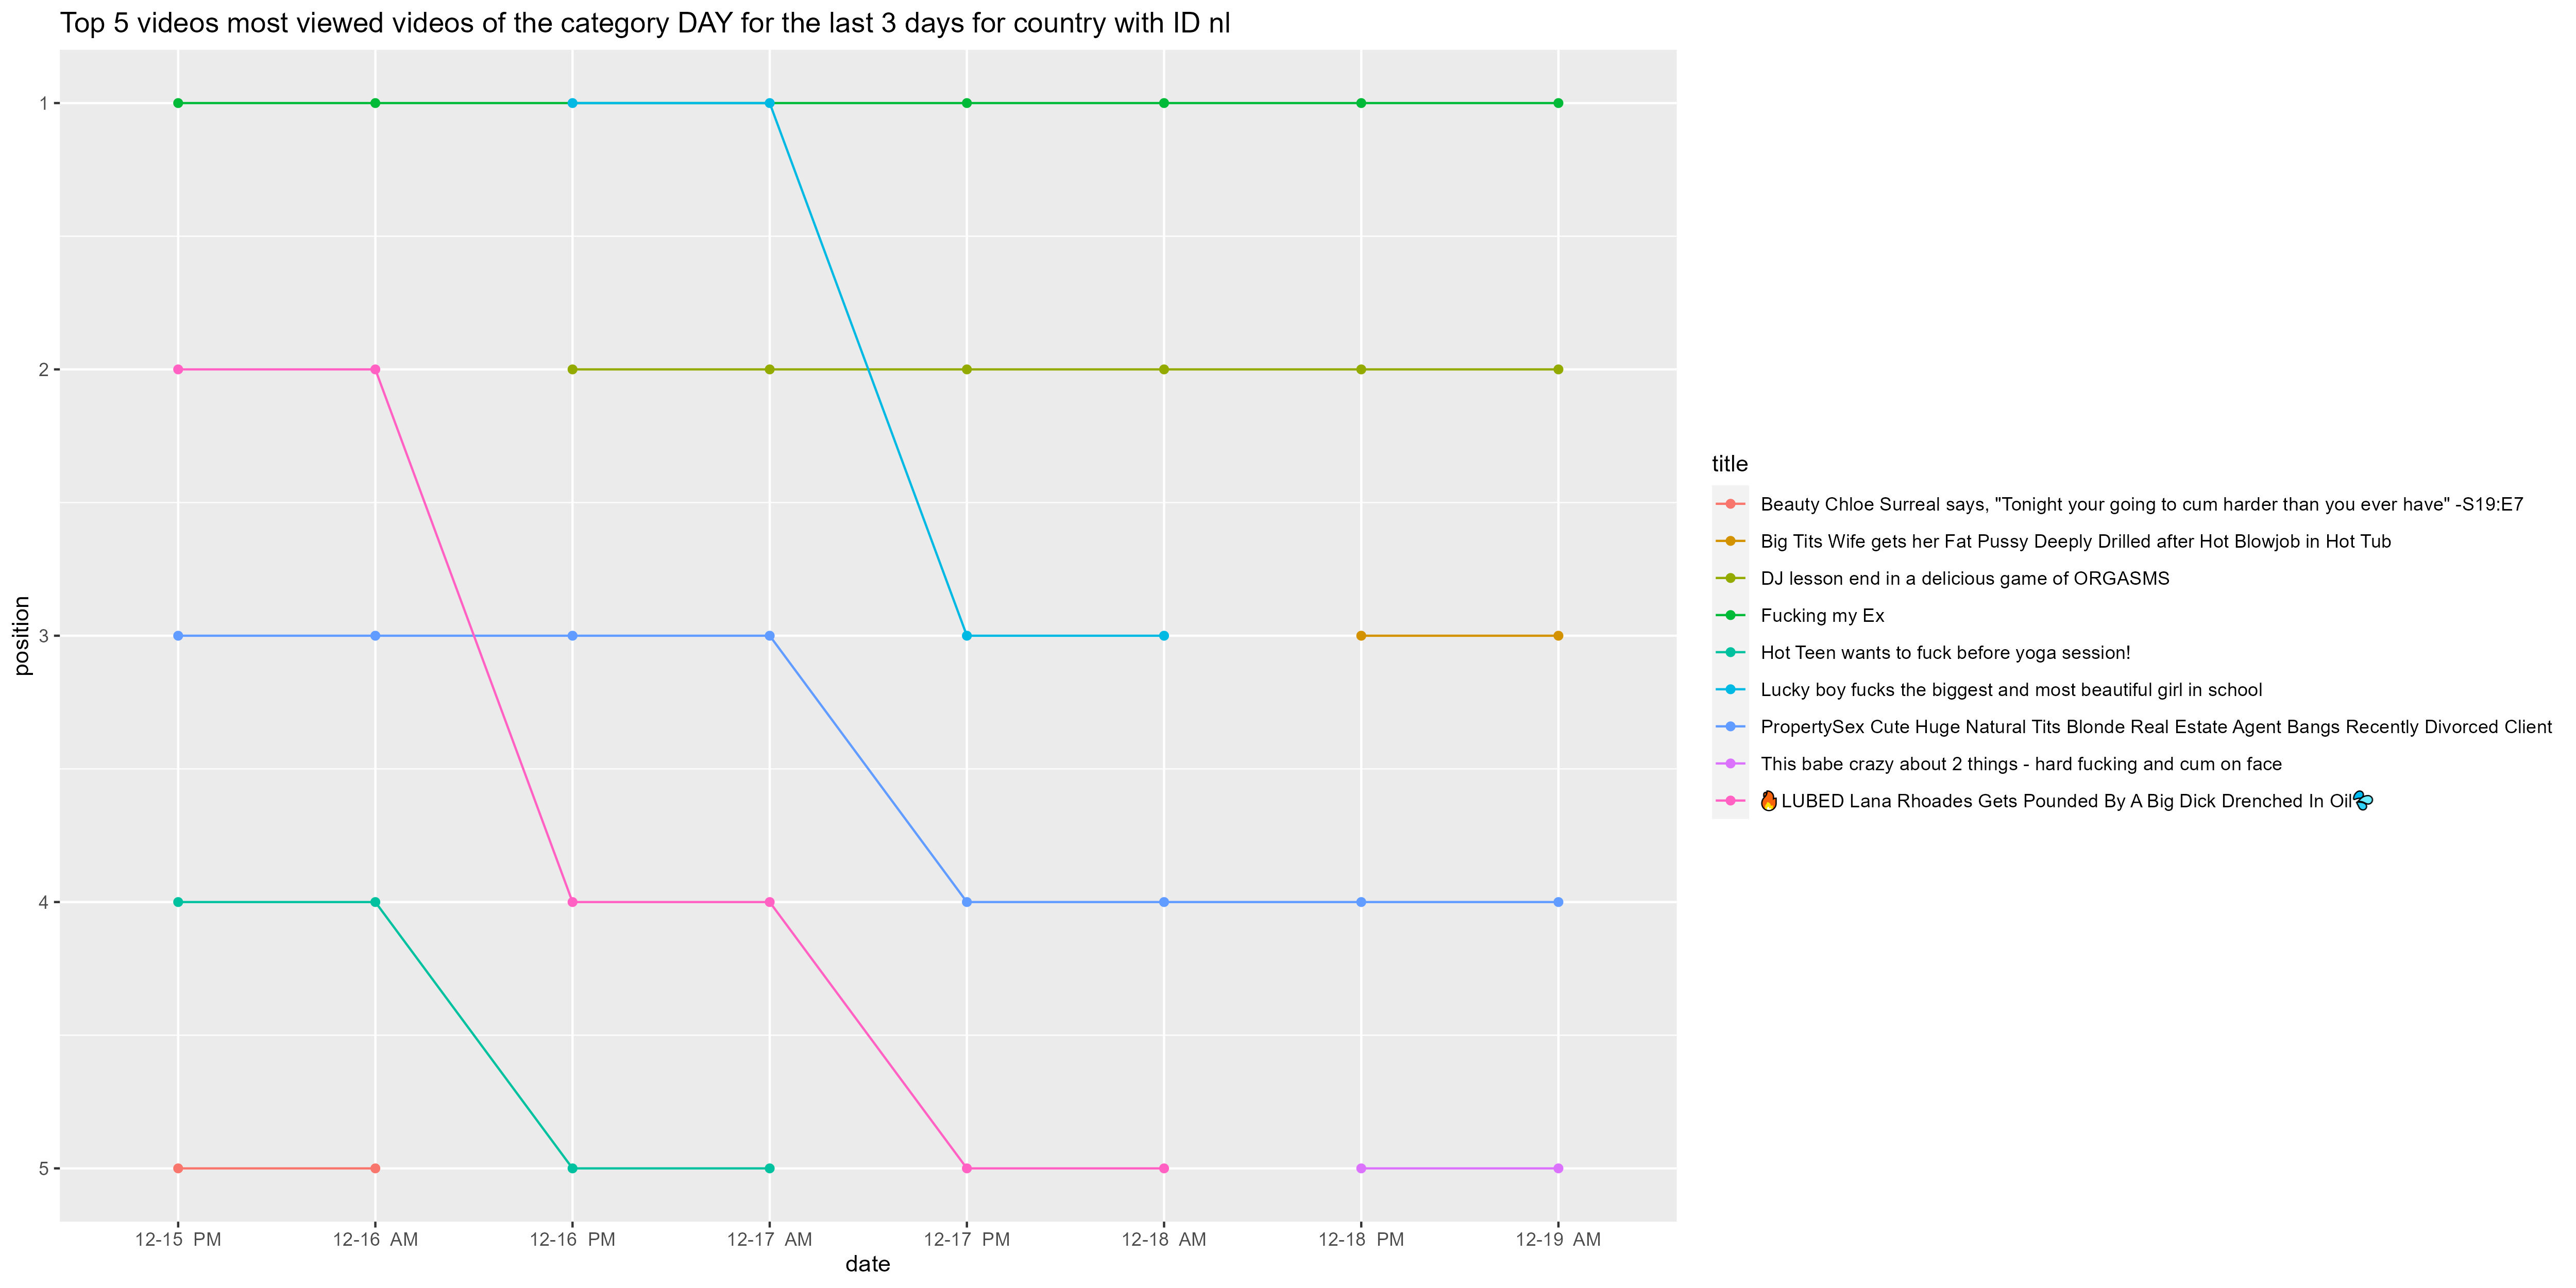 Top 5 videos most viewed videos of the category DAY for the last 3 days for country with ID nl
1
2
3
4
5
position
12-15 PM
12-16 AM
12-16 PM
12-17 AM
12-17 PM
12-18 AM
12-18 PM
12-19 AM
date
title
Beauty Chloe Surreal says, "Tonight your going to cum harder than you ever have" -S19:E7
Big Tits Wife gets her Fat Pussy Deeply Drilled after Hot Blowjob in Hot Tub
DJ lesson end in a delicious game of ORGASMS
Fucking my Ex
Hot Teen wants to fuck before yoga session!
Lucky boy fucks the biggest and most beautiful girl in school
PropertySex Cute Huge Natural Tits Blonde Real Estate Agent Bangs Recently Divorced Client
This babe crazy about 2 things - hard fucking and cum on face
🔥LUBED Lana Rhoades Gets Pounded By A Big Dick Drenched In Oil💦